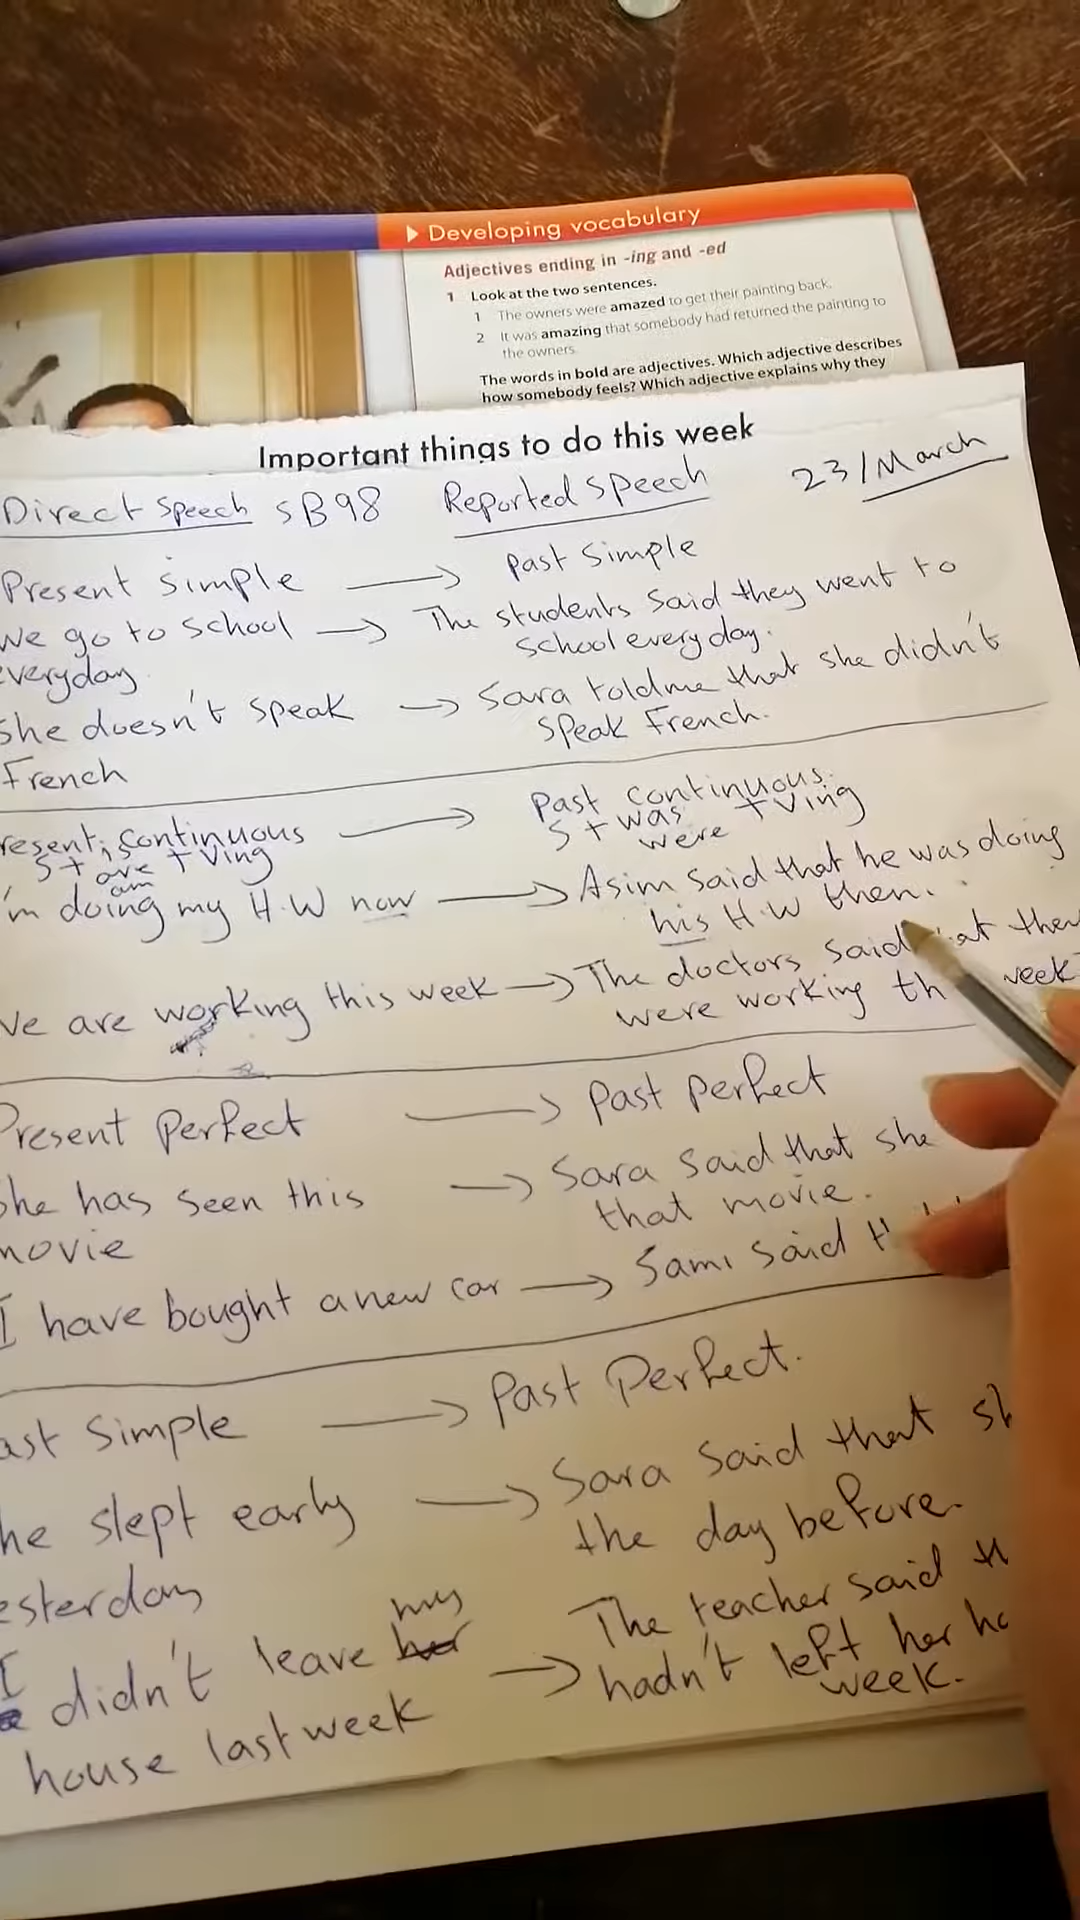 Developing vocabulary
Adjectives ending in -ing and -ed
1 Look at the two sentences.
1 The owners were amazed to get their painting back.
2 It was amazing that somebody had returned the painting to
the owners.
The words in bold are adjectives. Which adjective describes
how somebody feels? Which adjective explains why they
Important things to do this week
Direct Speech SB98 Reported Speech 23/March
Present Simple → Past Simple
We go to school → The students said they went to
everyday. school everyday.
She doesn't speak → Sara told me that she didn't
French speak French.
resent Continuous → Past continuous.
S + are + Ving S + was + Ving
am were
I'm doing my H.W now → Asim said that he was doing
his H.W then.
We are working this week → The doctors said at they
were working th week
Present Perfect → Past perfect
She has seen this → Sara said that she
movie that movie.
I have bought a new car → Sami said
ast Simple → Past Perfect.
he slept early → Sara said that sh
esterday the day before.
my
I didn't leave her → The teacher said th
house last week hadn't left her ho
week.